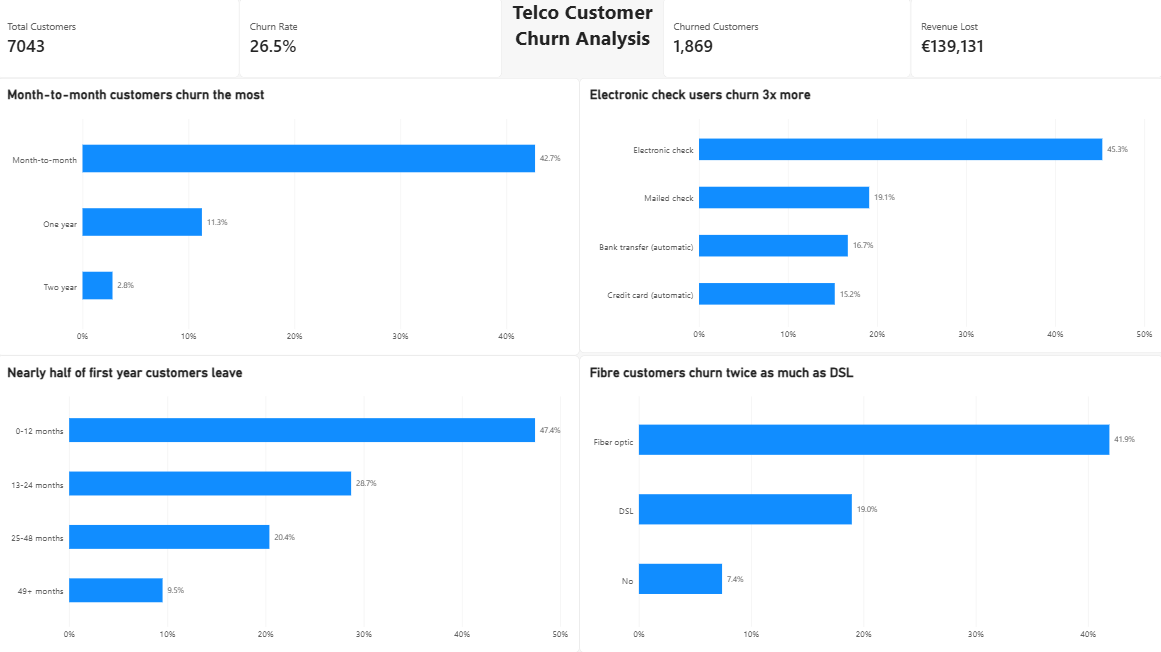 Total Customers
7043
Churn Rate
26.5%
Telco Customer
Churn Analysis
Churned Customers
1,869
Revenue Lost
€139,131
Month-to-month customers churn the most
Month-to-month
42.7%
One year
11.3%
Two year
2.8%
0%
10%
20%
30%
40%
Electronic check users churn 3x more
Electronic check
45.3%
Mailed check
19.1%
Bank transfer (automatic)
16.7%
Credit card (automatic)
15.2%
0%
10%
20%
30%
40%
50%
Nearly half of first year customers leave
0-12 months
47.4%
13-24 months
28.7%
25-48 months
20.4%
49+ months
9.5%
0%
10%
20%
30%
40%
50%
Fibre customers churn twice as much as DSL
Fiber optic
41.9%
DSL
19.0%
No
7.4%
0%
10%
20%
30%
40%